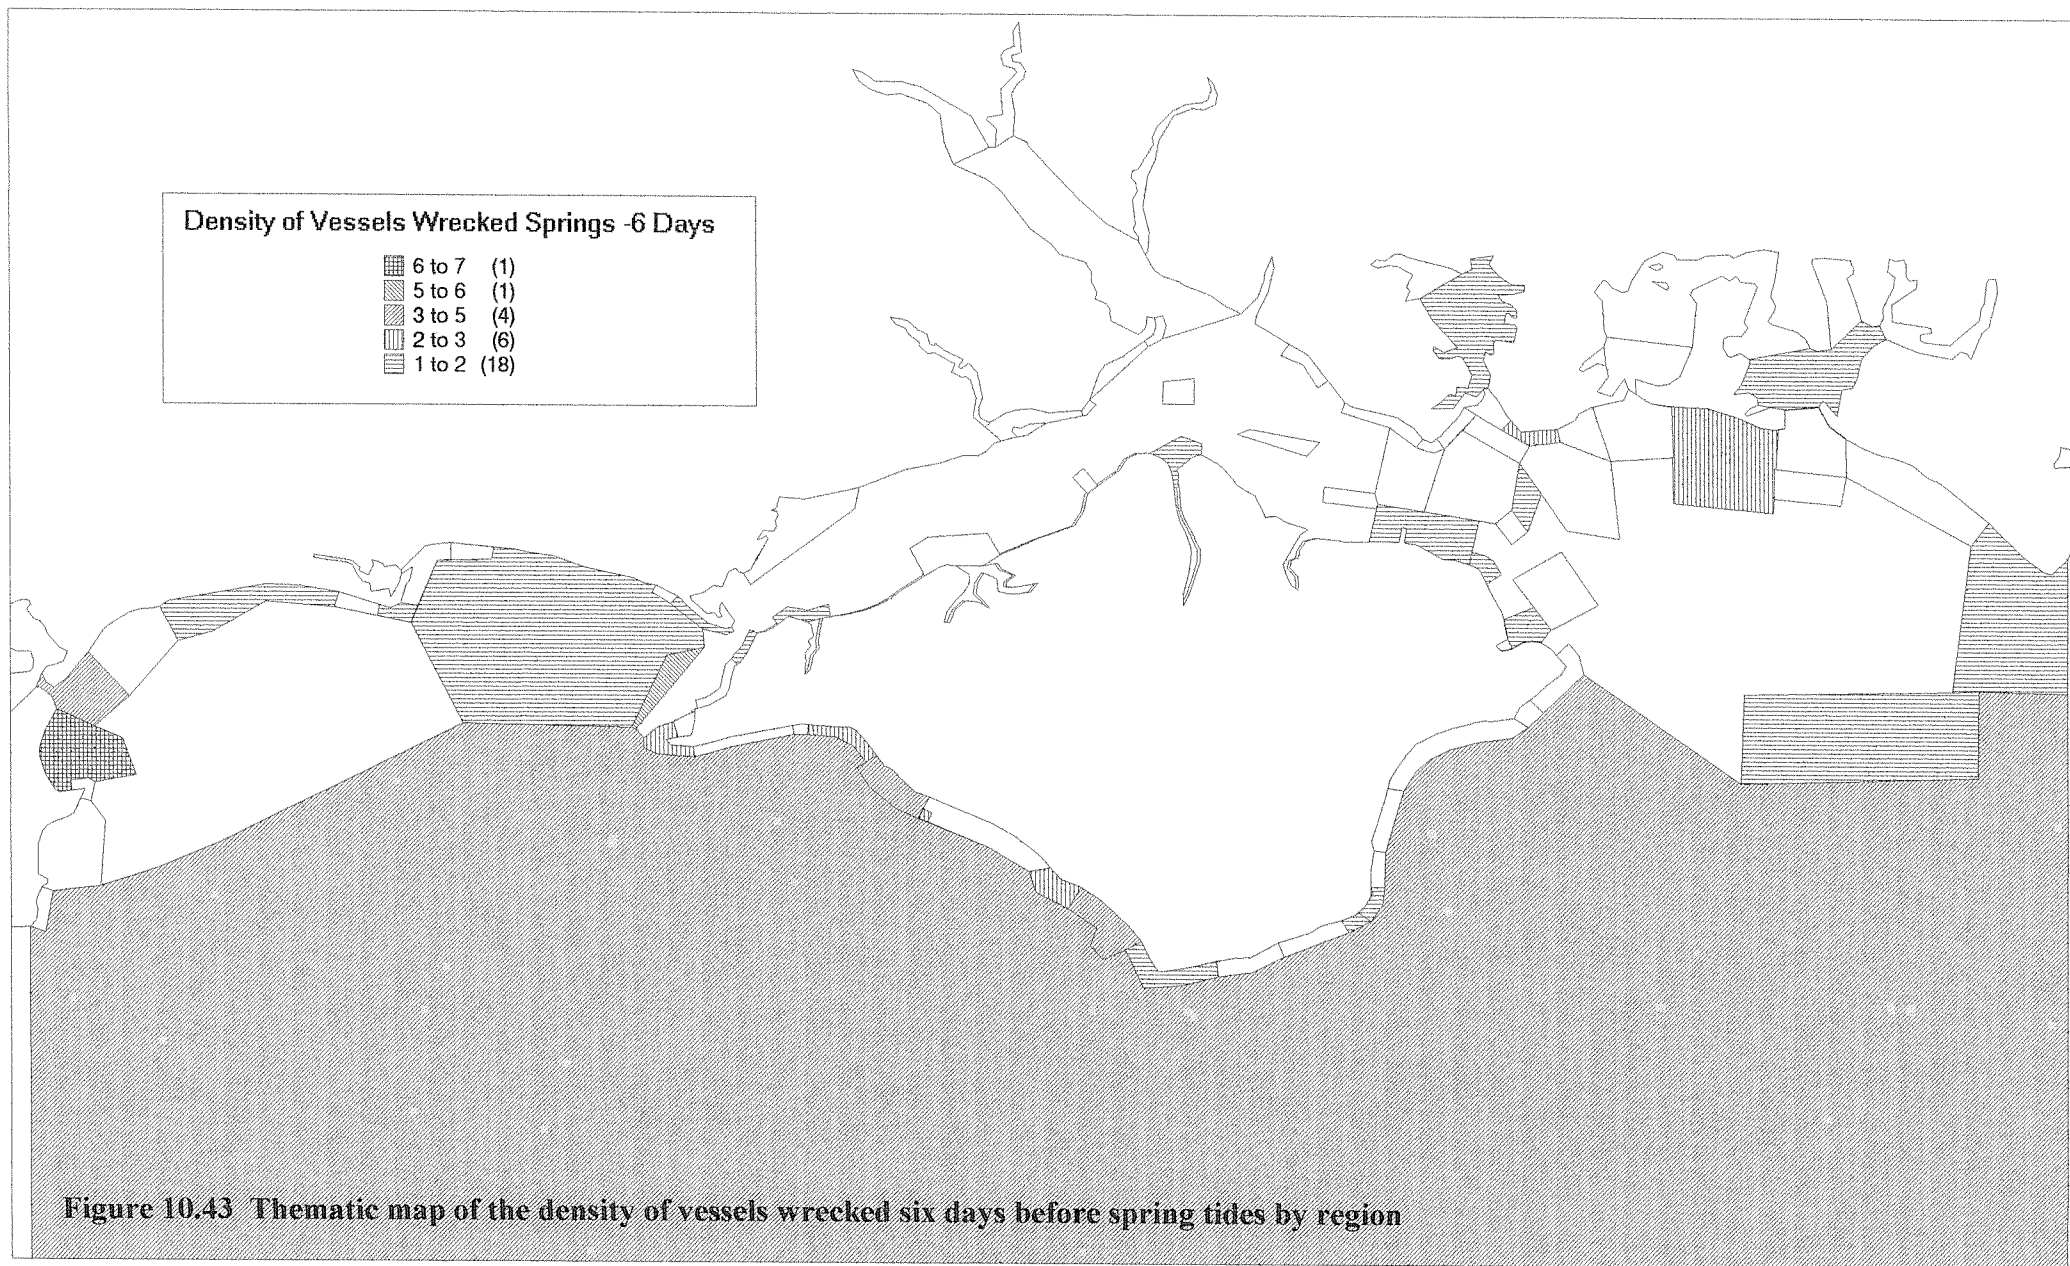 Density of Vessels Wrecked Springs -6 Days
6 to 7 (1)
5 to 6 (1)
3 to 5 (4)
2 to 3 (6)
1 to 2 (18)
Figure 10.43 Thematic map of the density of vessels wrecked six days before spring tides by region